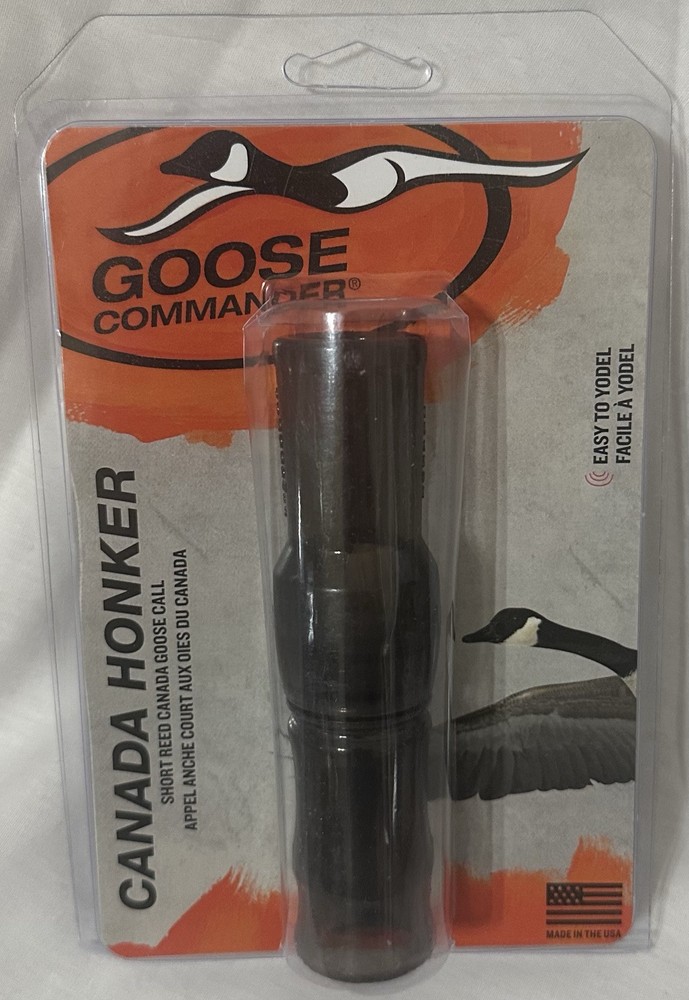 GOOSE
COMMANDER®
CANADA HONKER
SHORT REED CANADA GOOSE CALL
APPEL ANCHE COURT AUX OIES DU CANADA
EASY TO YODEL
FACILE À YODEL
MADE IN THE USA